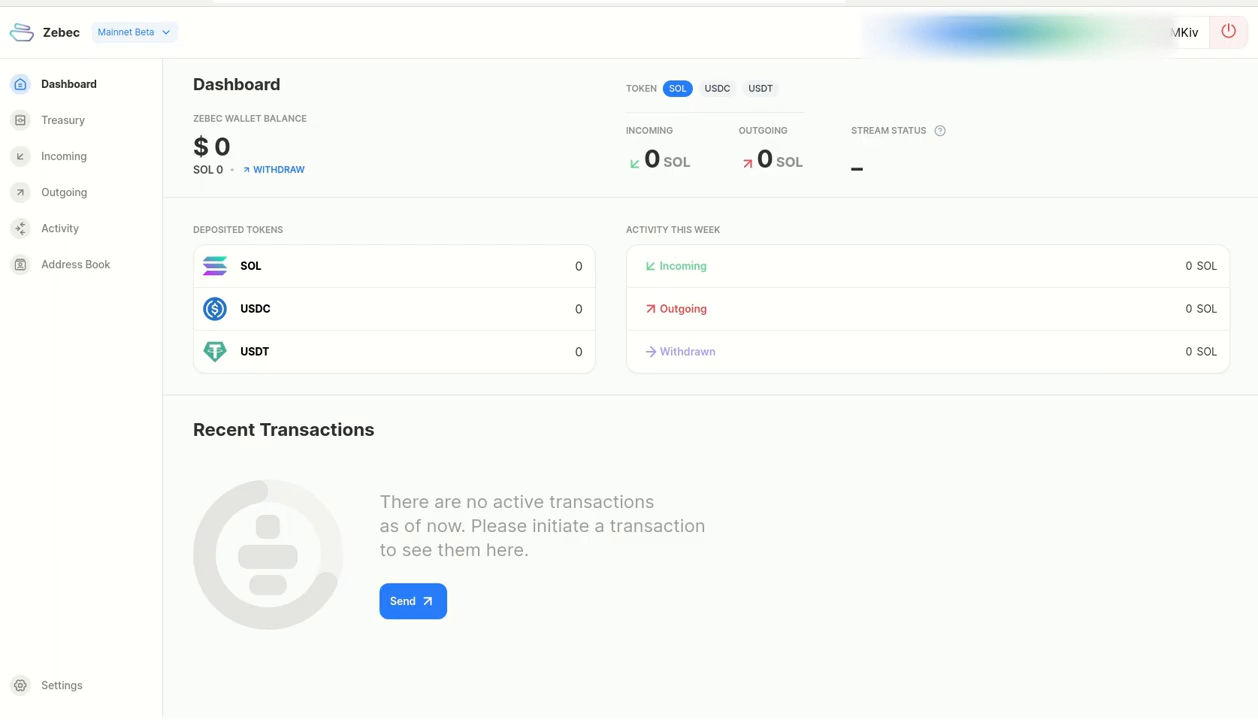 Zebec
Mainnet Beta
MKiv
Dashboard
Treasury
Incoming
Outgoing
Activity
Address Book
Settings
Dashboard
ZEBEC WALLET BALANCE
$ 0
SOL 0 • WITHDRAW
TOKEN SOL USDC USDT
INCOMING OUTGOING STREAM STATUS ?
0 SOL 0 SOL –
DEPOSITED TOKENS
SOL 0
USDC 0
USDT 0
ACTIVITY THIS WEEK
Incoming 0 SOL
Outgoing 0 SOL
Withdrawn 0 SOL
Recent Transactions
There are no active transactions
as of now. Please initiate a transaction
to see them here.
Send